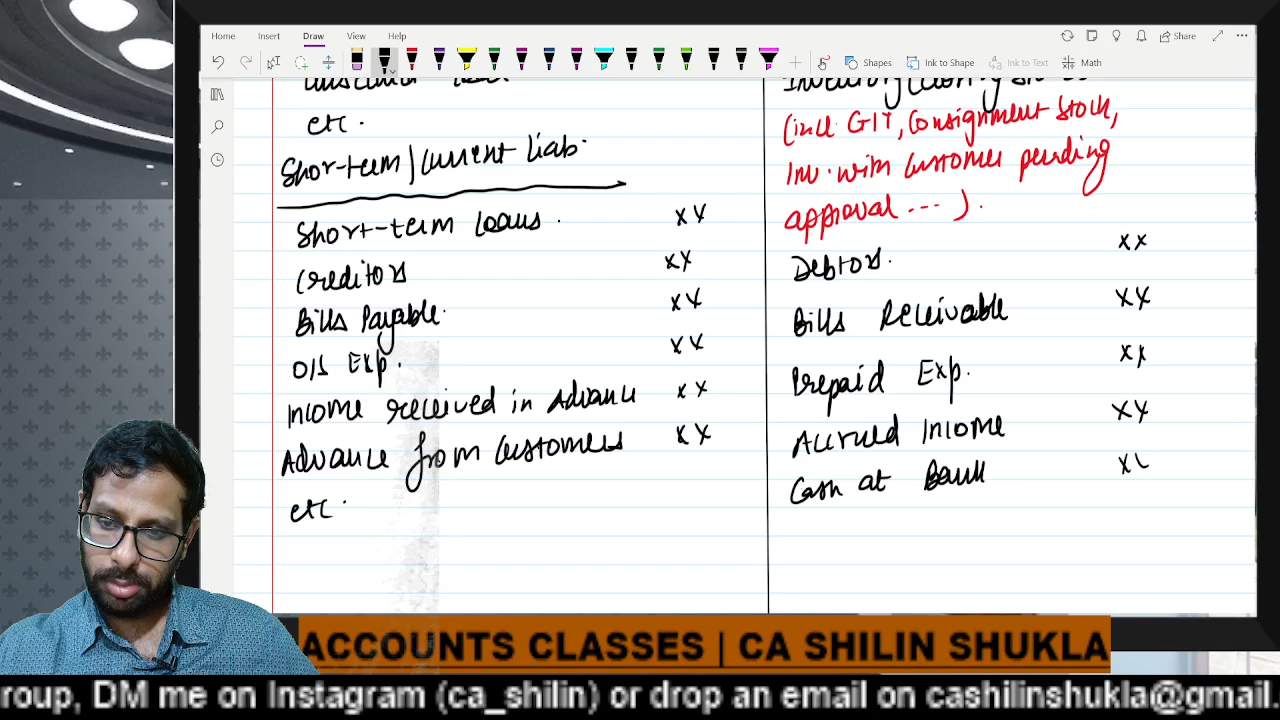 Home Insert Draw View Help
Share
Shapes Ink to Shape Ink to Text Math
etc.
Short-term/Current Liab.
Short-term loans. XX
Creditors XX
Bills Payable. XX
O/S Exp. XX
Income received in Advance XX
Advance from Customers XX
etc.
(incl. GIT, Consignment Stock,
Inv. with Customer pending
approval ---).
Debtors. XX
Bills Receivable XX
Prepaid Exp. XX
Accrued Income XX
Cash at Bank
ACCOUNTS CLASSES | CA SHILIN SHUKLA
roup, DM me on Instagram (ca_shilin) or drop an email on cashilinshukla@gmail.